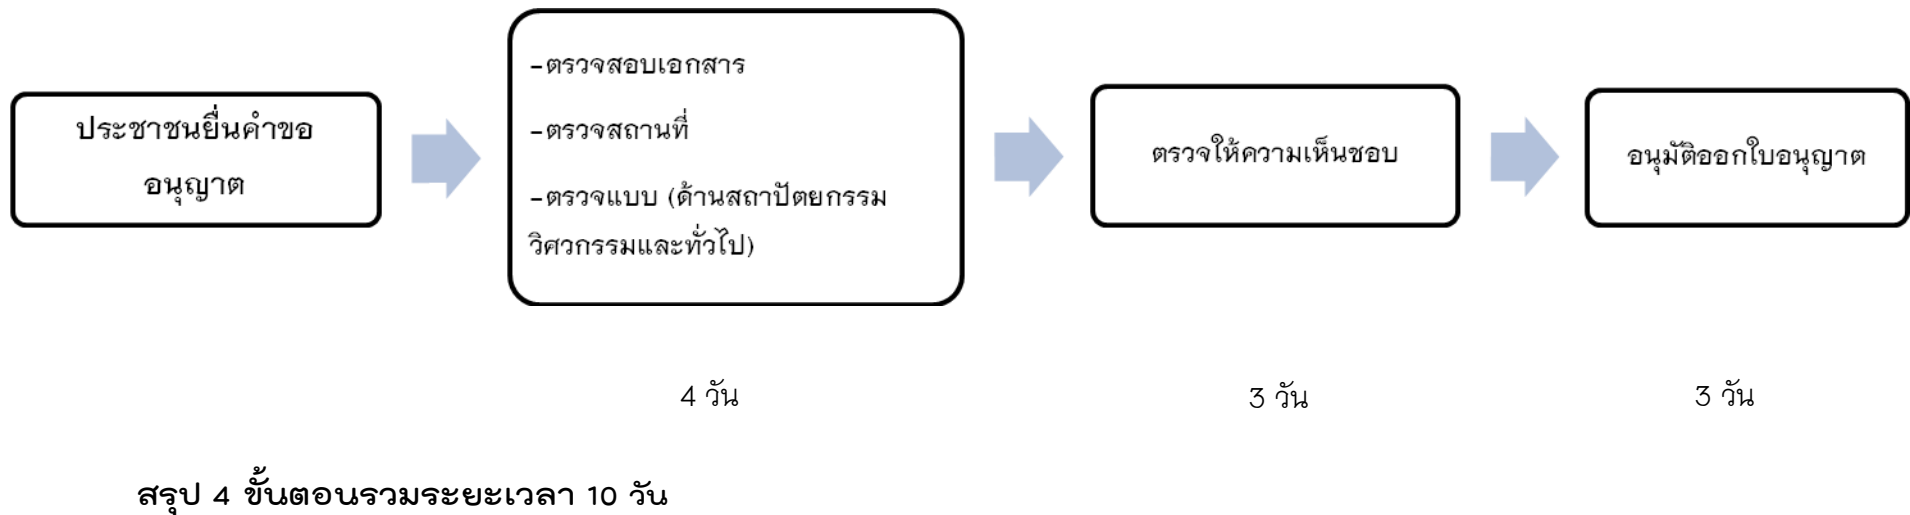 ประชาชนยื่นคำขอ
อนุญาต
-ตรวจสอบเอกสาร
-ตรวจสถานที่
-ตรวจแบบ (ด้านสถาปัตยกรรม
วิศวกรรมและทั่วไป)
ตรวจให้ความเห็นชอบ
อนุมัติออกใบอนุญาต
4 วัน
3 วัน
3 วัน
สรุป 4 ขั้นตอนรวมระยะเวลา 10 วัน